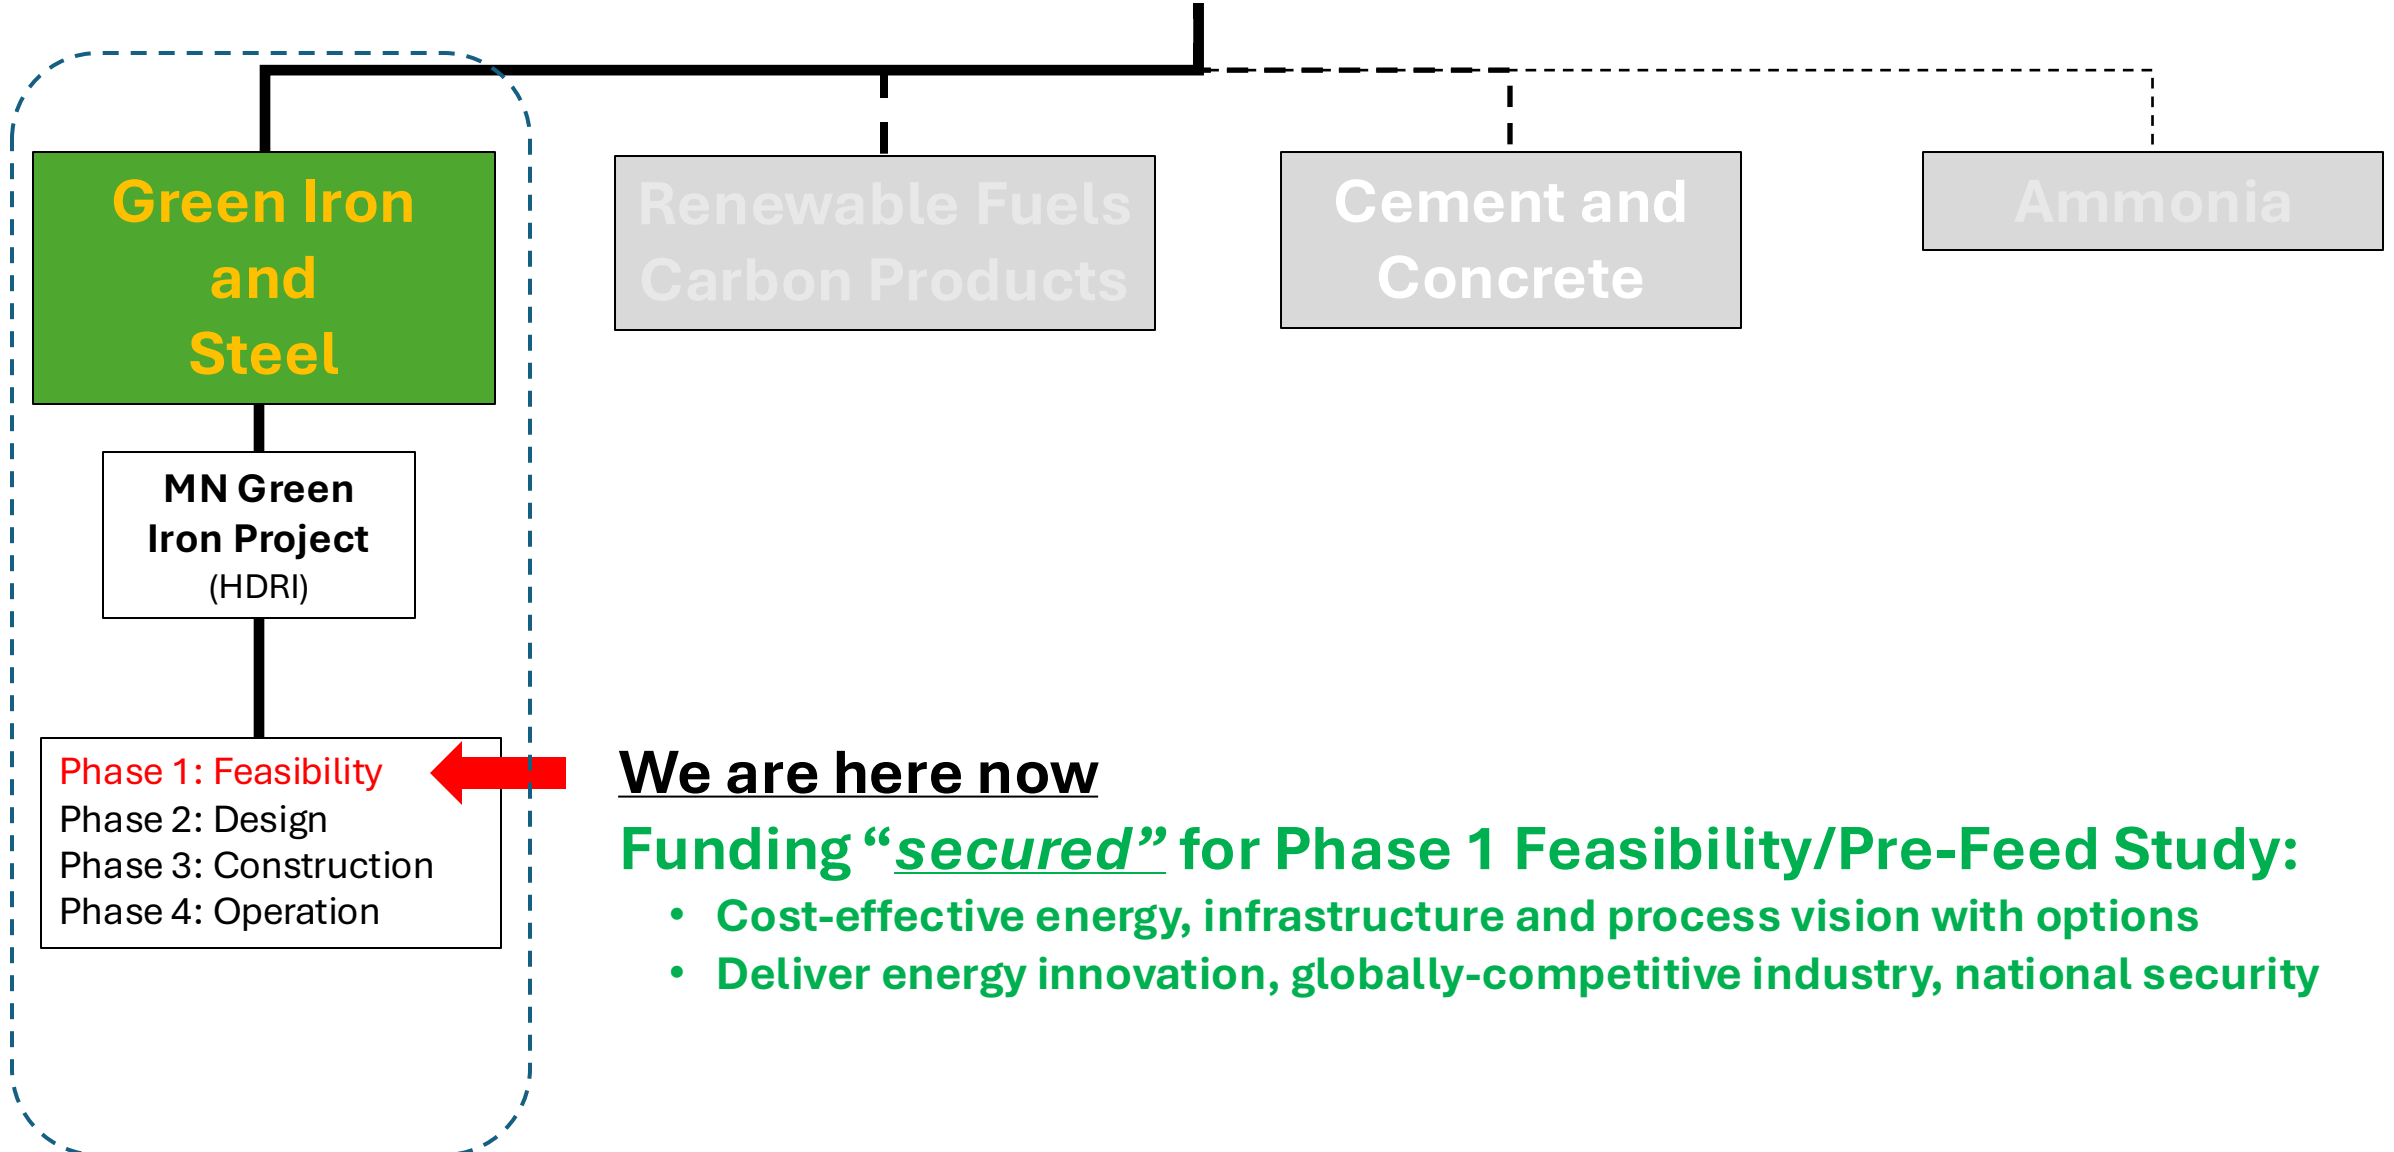 Green Iron
and
Steel
Renewable Fuels
Carbon Products
Cement and
Concrete
Ammonia
MN Green
Iron Project
(HDRI)
Phase 1: Feasibility
Phase 2: Design
Phase 3: Construction
Phase 4: Operation
We are here now
Funding “secured” for Phase 1 Feasibility/Pre-Feed Study:
• Cost-effective energy, infrastructure and process vision with options
• Deliver energy innovation, globally-competitive industry, national security